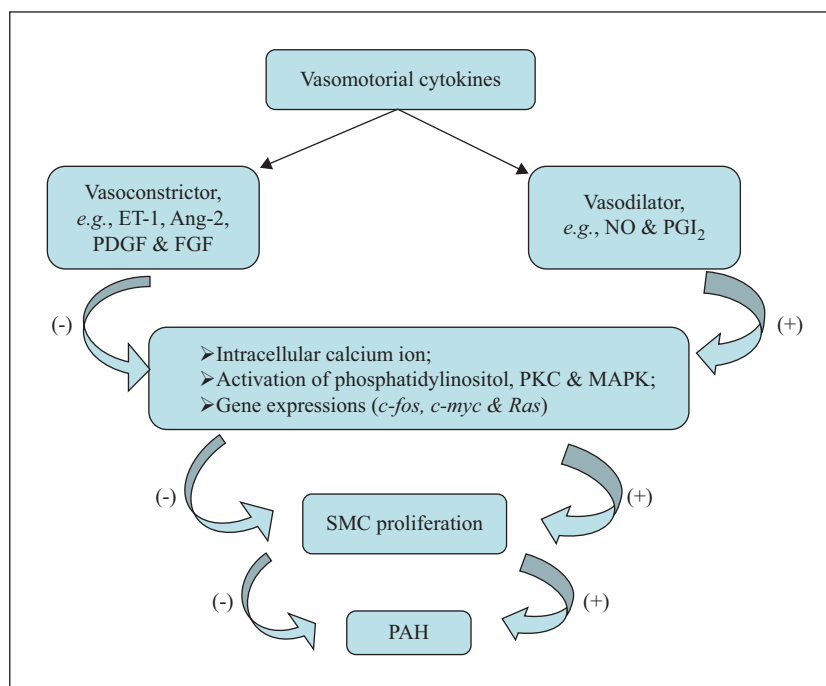 Vasomotorial cytokines
Vasoconstrictor,
e.g., ET-1, Ang-2,
PDGF & FGF
Vasodilator,
e.g., NO & PGI₂
(-)
(+)
➢Intracellular calcium ion;
➢Activation of phosphatidylinositol, PKC & MAPK;
➢Gene expressions (c-fos, c-myc & Ras)
(-)
(+)
SMC proliferation
(-)
(+)
PAH